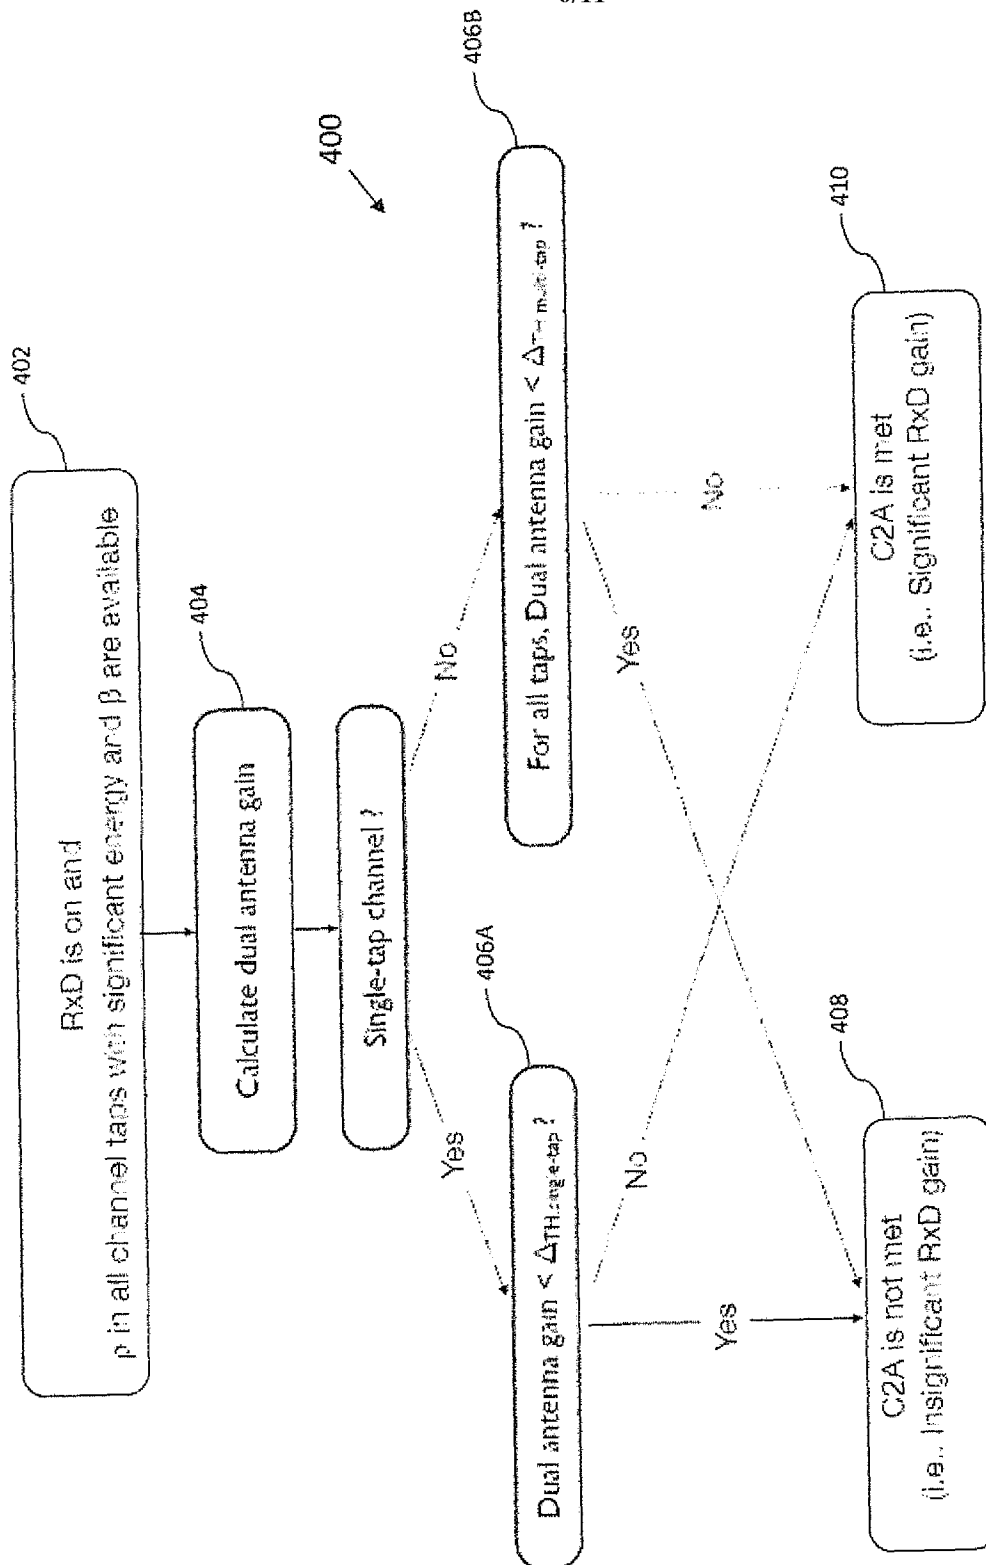 400
402
RxD is on and
ρ in all channel taps with significant energy and β are available
404
Calculate dual antenna gain
Single-tap channel ?
Yes
No
406A
Dual antenna gain < ΔTH,single-tap ?
406B
For all taps, Dual antenna gain < ΔTH multi-tap ?
Yes
No
Yes
No
408
C2A is not met
(i.e.. Insignificant RxD gain)
410
C2A is met
(i.e.. Significant RxD gain)